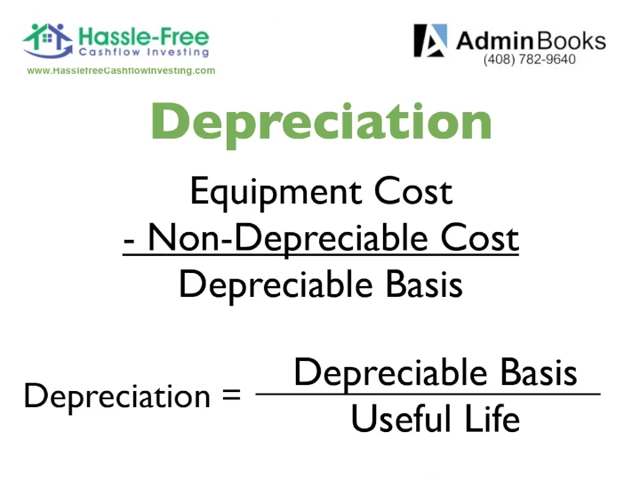 Hassle-Free
Cashflow Investing
www.HasslefreeCashflowInvesting.com
AdminBooks
(408) 782-9640
Depreciation
Equipment Cost
- Non-Depreciable Cost
Depreciable Basis
Depreciation = Depreciable Basis
Useful Life